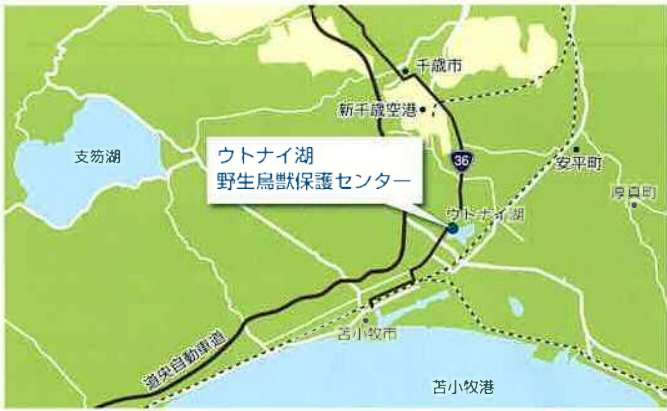 千歳市
新千歳空港
支笏湖
ウトナイ湖
野生鳥獣保護センター
36
安平町
厚真町
ウトナイ湖
苫小牧市
道央自動車道
苫小牧港